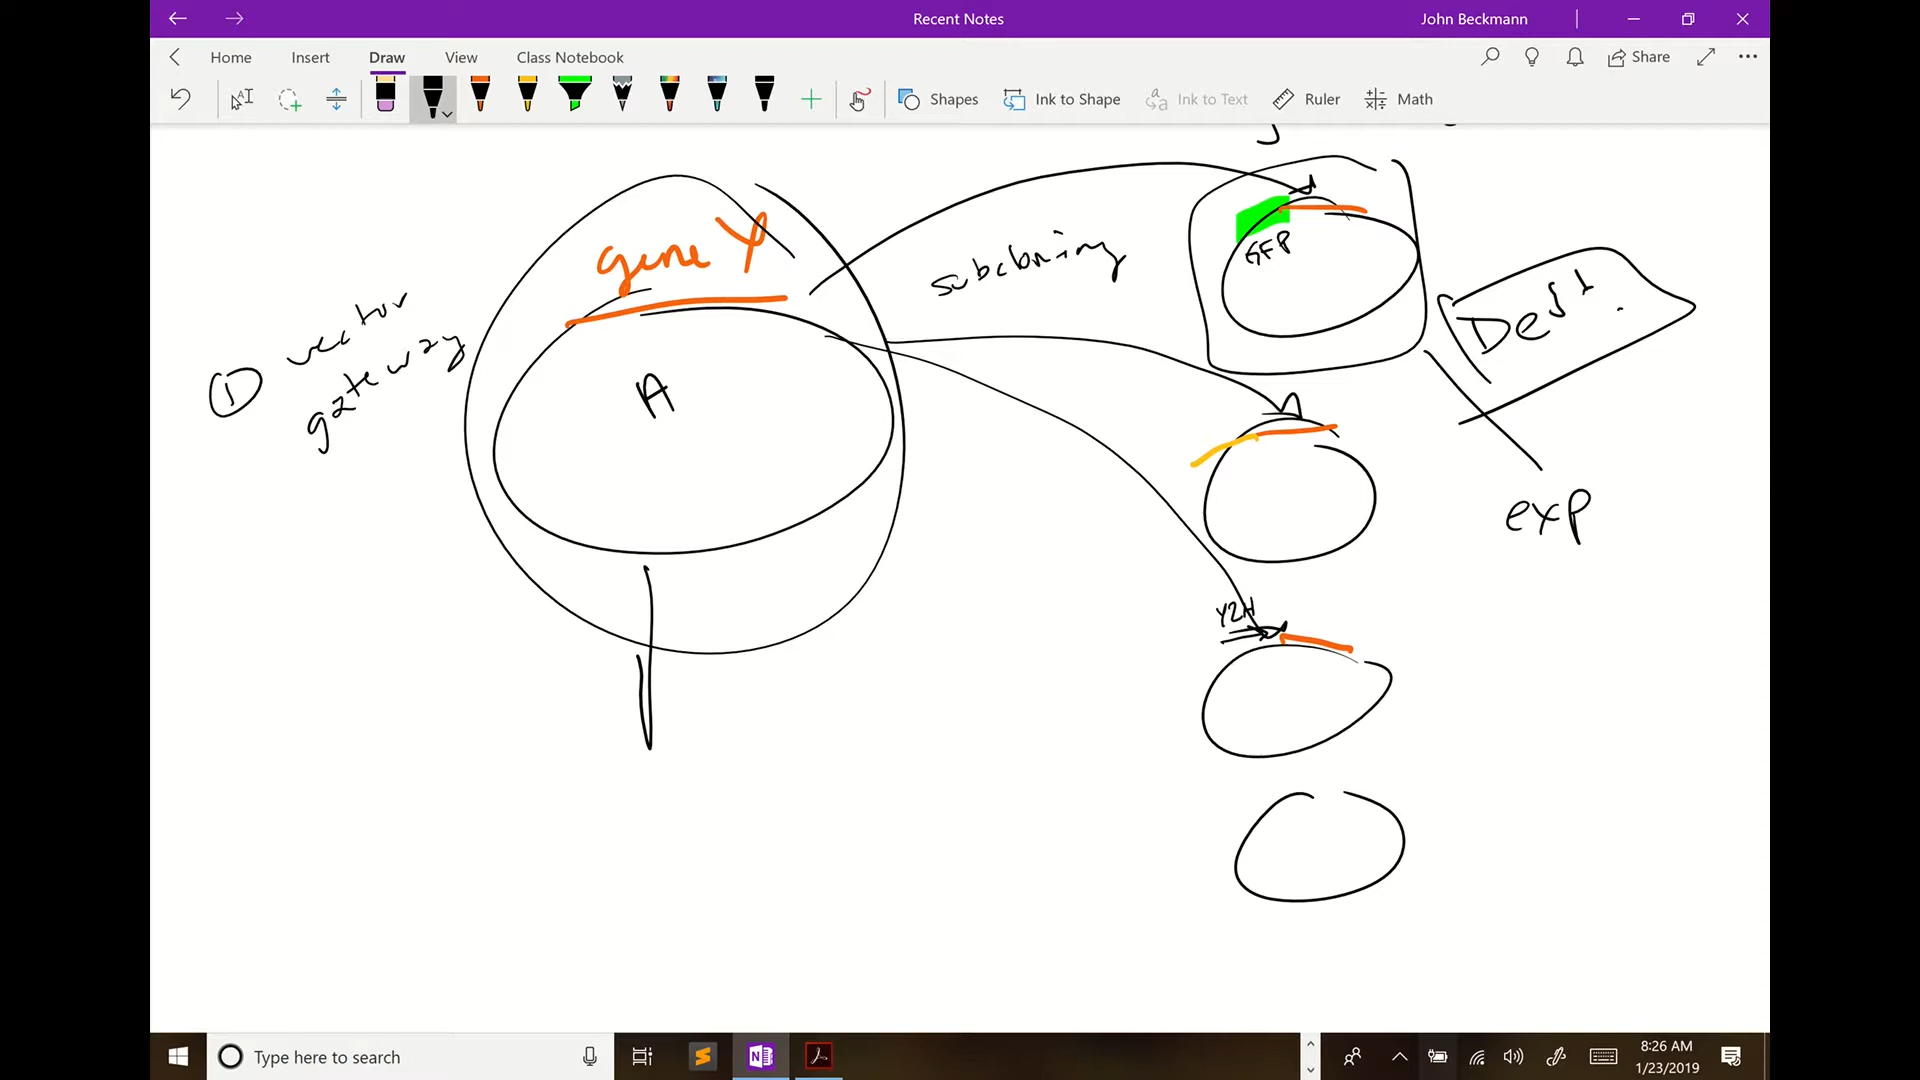 Recent Notes
John Beckmann
Home
Insert
Draw
View
Class Notebook
Share
Shapes
Ink to Shape
Ink to Text
Ruler
Math
gene Y
subcloning
GFP
Dest.
① vector
gateway
A
exp
Y2H
Type here to search
8:26 AM
1/23/2019